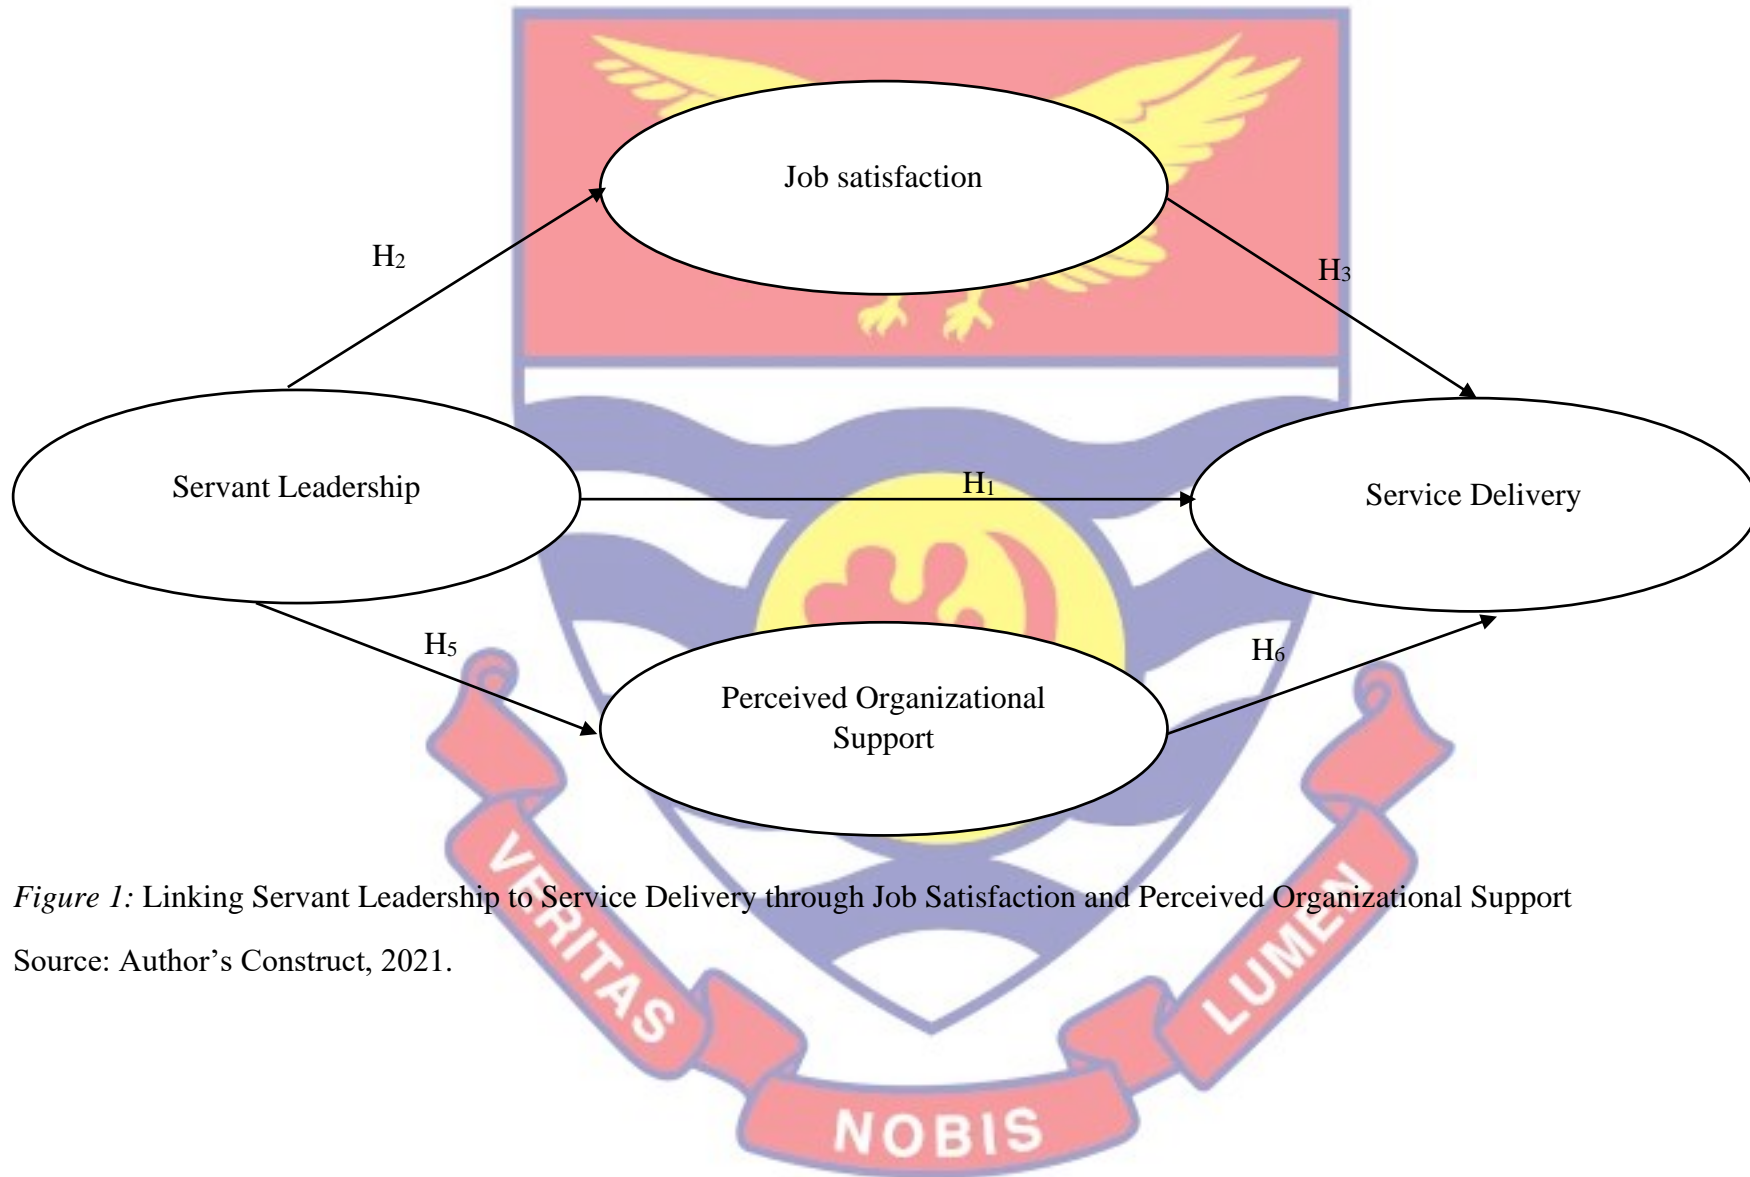 Job satisfaction
H2
H3
Servant Leadership
H1
Service Delivery
H5
H6
Perceived Organizational
Support
Figure 1: Linking Servant Leadership to Service Delivery through Job Satisfaction and Perceived Organizational Support
Source: Author’s Construct, 2021.
VERITAS
NOBIS
LUMEN